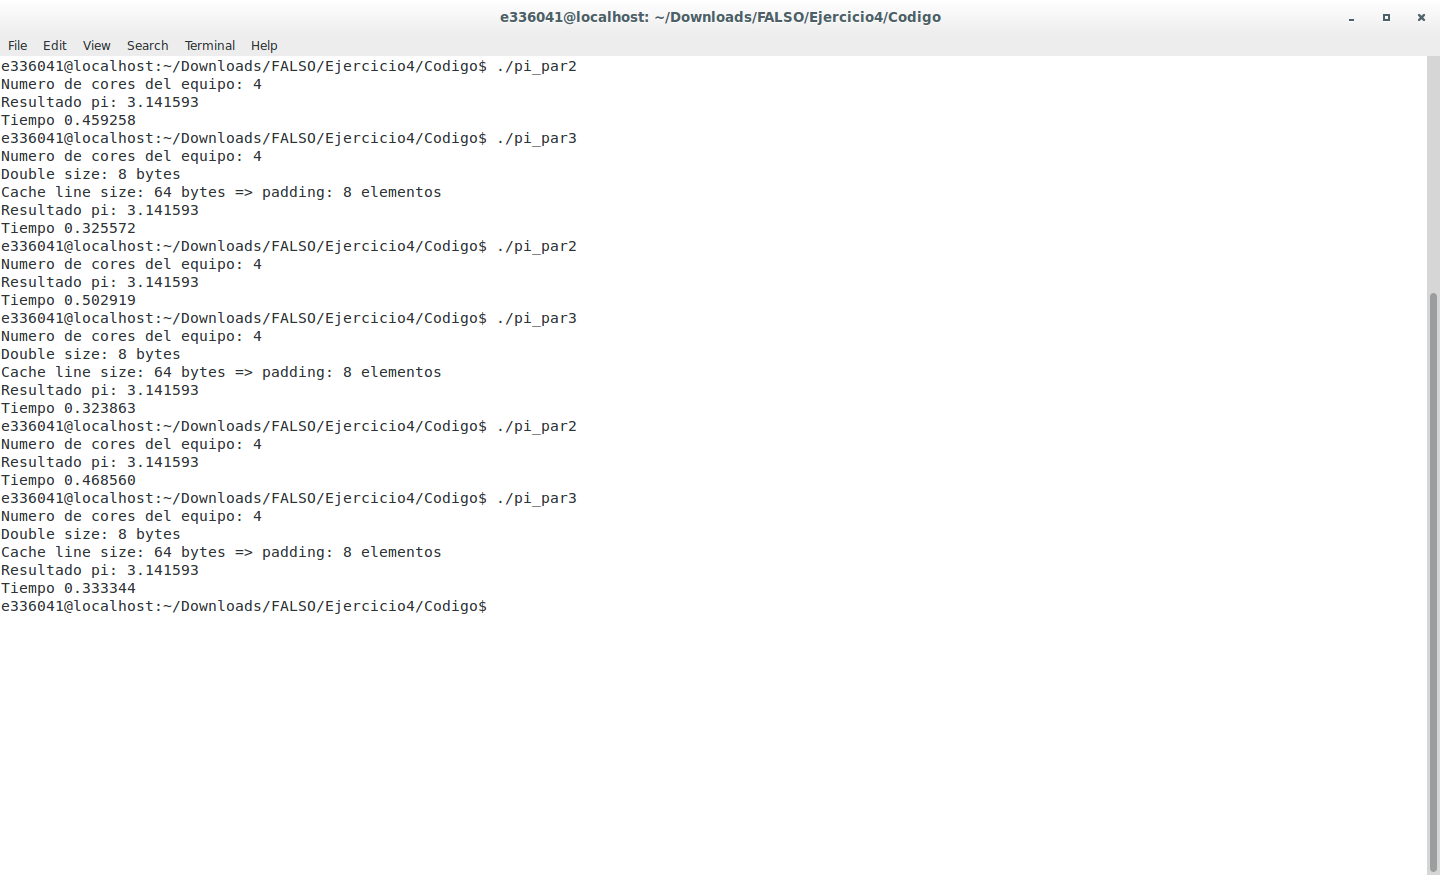 e336041@localhost: ~/Downloads/FALSO/Ejercicio4/Codigo
File Edit View Search Terminal Help
e336041@localhost:~/Downloads/FALSO/Ejercicio4/Codigo$ ./pi_par2
Numero de cores del equipo: 4
Resultado pi: 3.141593
Tiempo 0.459258
e336041@localhost:~/Downloads/FALSO/Ejercicio4/Codigo$ ./pi_par3
Numero de cores del equipo: 4
Double size: 8 bytes
Cache line size: 64 bytes => padding: 8 elementos
Resultado pi: 3.141593
Tiempo 0.325572
e336041@localhost:~/Downloads/FALSO/Ejercicio4/Codigo$ ./pi_par2
Numero de cores del equipo: 4
Resultado pi: 3.141593
Tiempo 0.502919
e336041@localhost:~/Downloads/FALSO/Ejercicio4/Codigo$ ./pi_par3
Numero de cores del equipo: 4
Double size: 8 bytes
Cache line size: 64 bytes => padding: 8 elementos
Resultado pi: 3.141593
Tiempo 0.323863
e336041@localhost:~/Downloads/FALSO/Ejercicio4/Codigo$ ./pi_par2
Numero de cores del equipo: 4
Resultado pi: 3.141593
Tiempo 0.468560
e336041@localhost:~/Downloads/FALSO/Ejercicio4/Codigo$ ./pi_par3
Numero de cores del equipo: 4
Double size: 8 bytes
Cache line size: 64 bytes => padding: 8 elementos
Resultado pi: 3.141593
Tiempo 0.333344
e336041@localhost:~/Downloads/FALSO/Ejercicio4/Codigo$